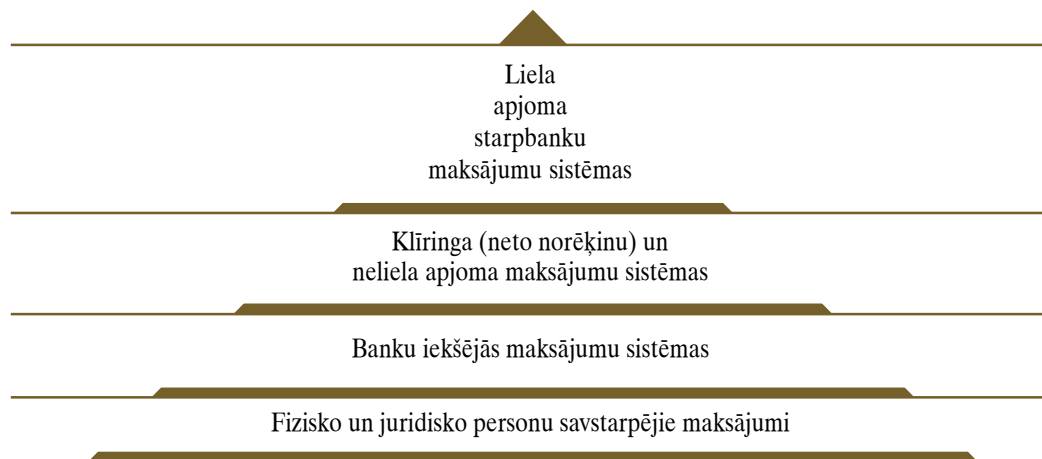 Liela
apjoma
starpbanku
maksājumu sistēmas
Klīringa (neto norēķinu) un
neliela apjoma maksājumu sistēmas
Banku iekšējās maksājumu sistēmas
Fizisko un juridisko personu savstarpējie maksājumi